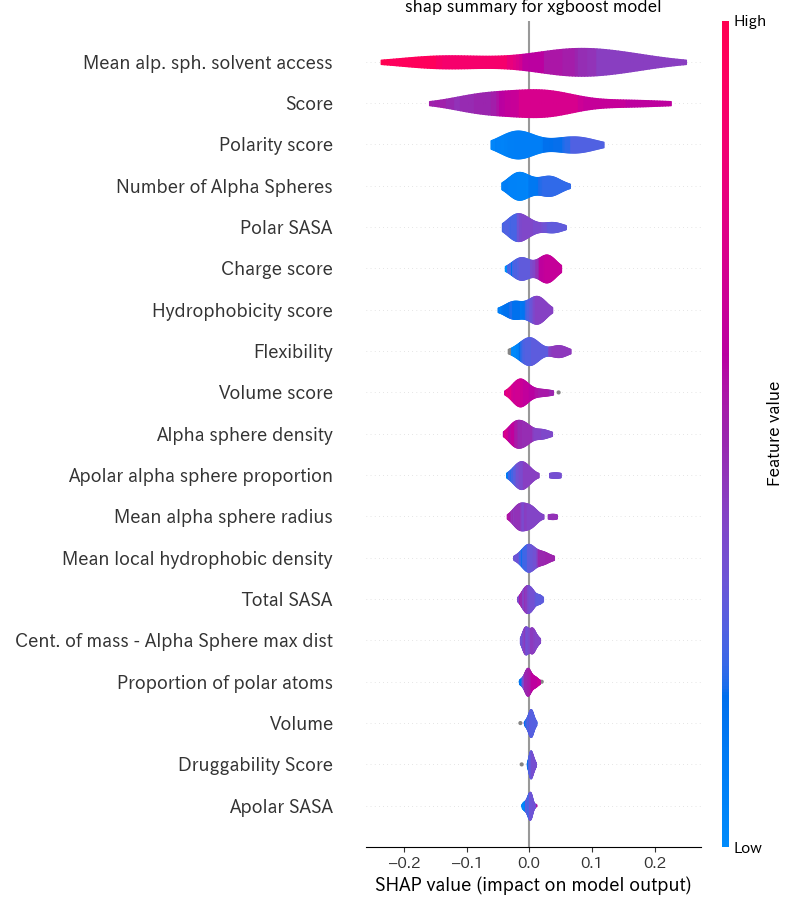 shap summary for xgboost model
High
Mean alp. sph. solvent access
Score
Polarity score
Number of Alpha Spheres
Polar SASA
Charge score
Hydrophobicity score
Flexibility
Volume score
Alpha sphere density
Apolar alpha sphere proportion
Mean alpha sphere radius
Mean local hydrophobic density
Total SASA
Cent. of mass - Alpha Sphere max dist
Proportion of polar atoms
Volume
Druggability Score
Apolar SASA
Feature value
Low
−0.2 −0.1 0.0 0.1 0.2
SHAP value (impact on model output)